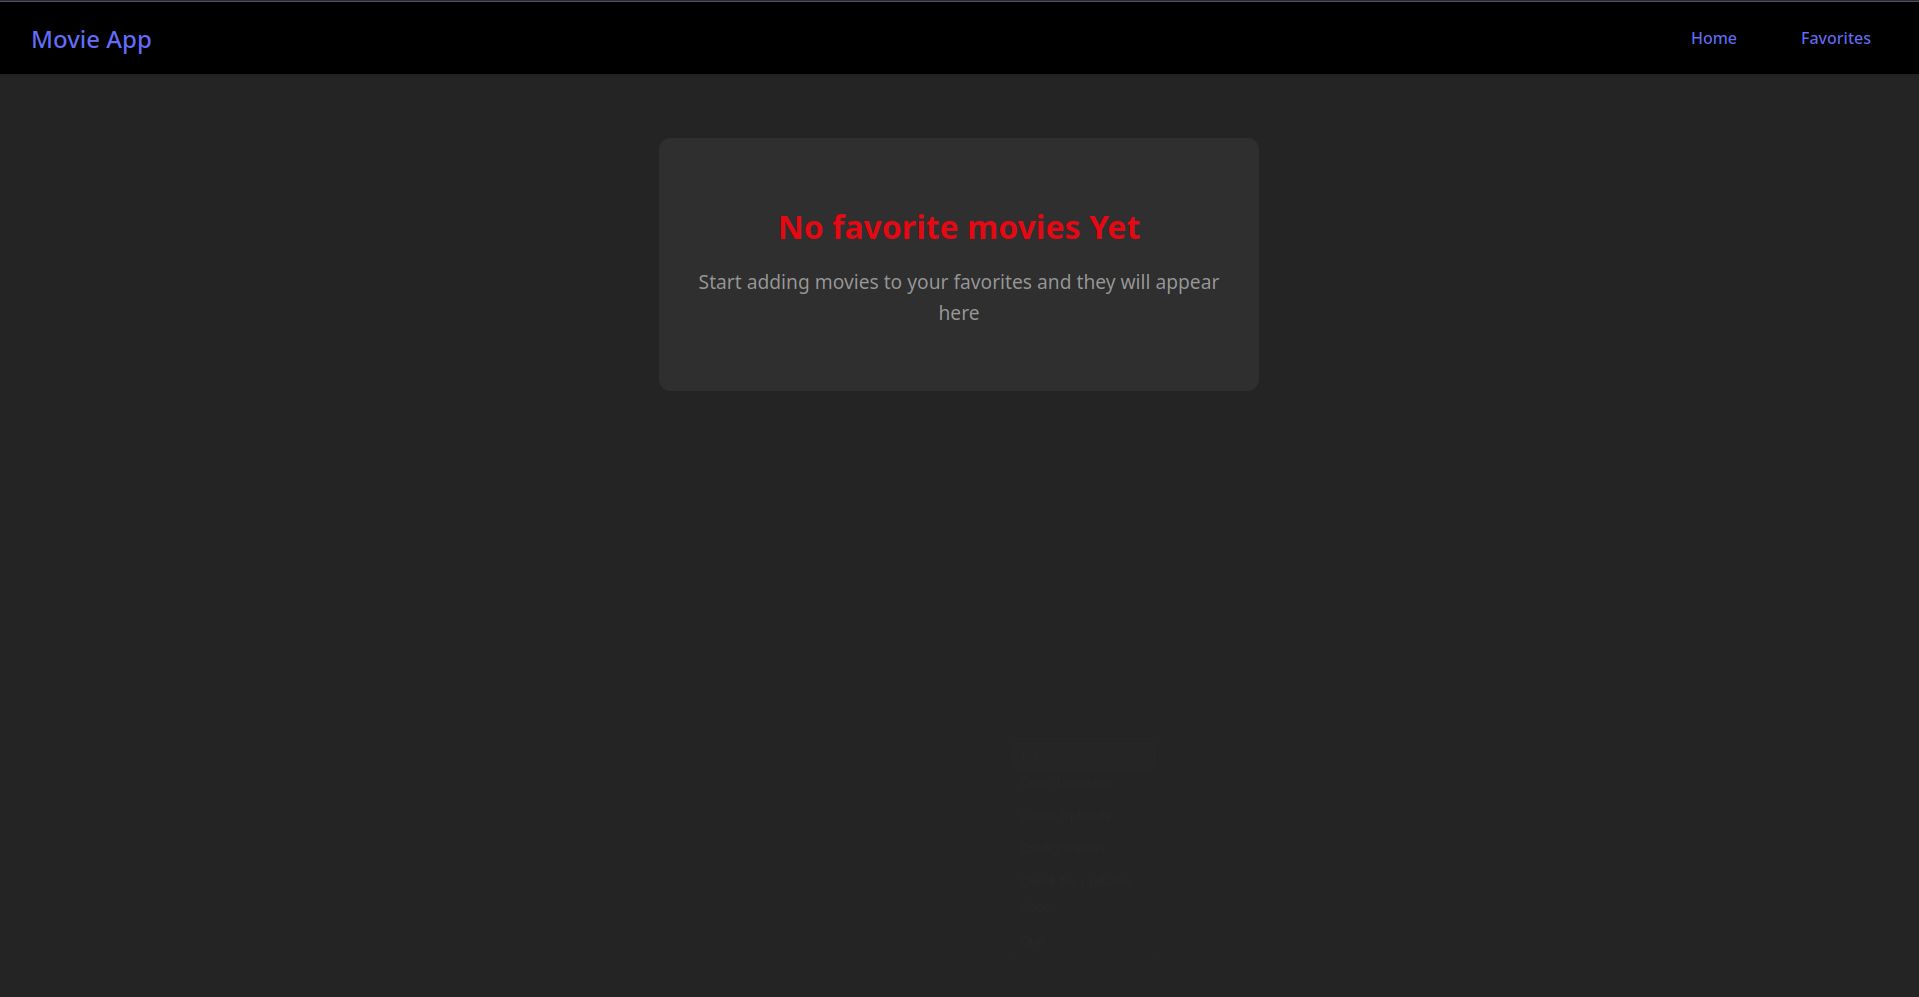 Movie App
Home
Favorites
No favorite movies Yet
Start adding movies to your favorites and they will appear
here